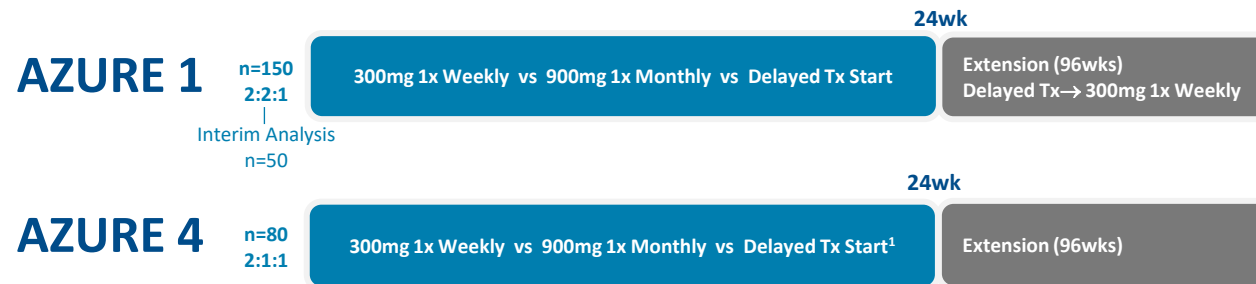 24wk
AZURE 1
n=150
2:2:1
Interim Analysis
n=50
300mg 1x Weekly vs 900mg 1x Monthly vs Delayed Tx Start
Extension (96wks)
Delayed Tx→ 300mg 1x Weekly
24wk
AZURE 4
n=80
2:1:1
300mg 1x Weekly vs 900mg 1x Monthly vs Delayed Tx Start¹
Extension (96wks)